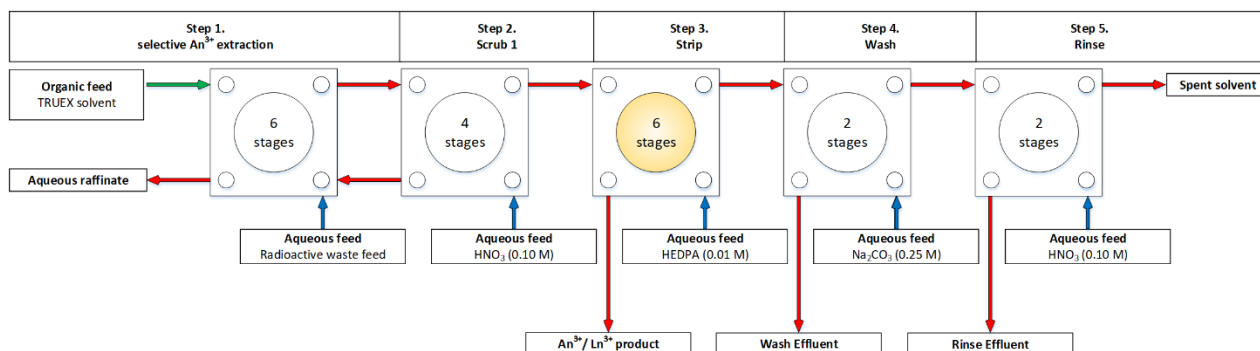 Step 1.
selective An³⁺ extraction
Step 2.
Scrub 1
Step 3.
Strip
Step 4.
Wash
Step 5.
Rinse
Organic feed
TRUEX solvent
6
stages
4
stages
6
stages
2
stages
2
stages
Spent solvent
Aqueous raffinate
Aqueous feed
Radioactive waste feed
Aqueous feed
HNO₃ (0.10 M)
Aqueous feed
HEDPA (0.01 M)
Aqueous feed
Na₂CO₃ (0.25 M)
Aqueous feed
HNO₃ (0.10 M)
An³⁺/ Ln³⁺ product
Wash Effluent
Rinse Effluent